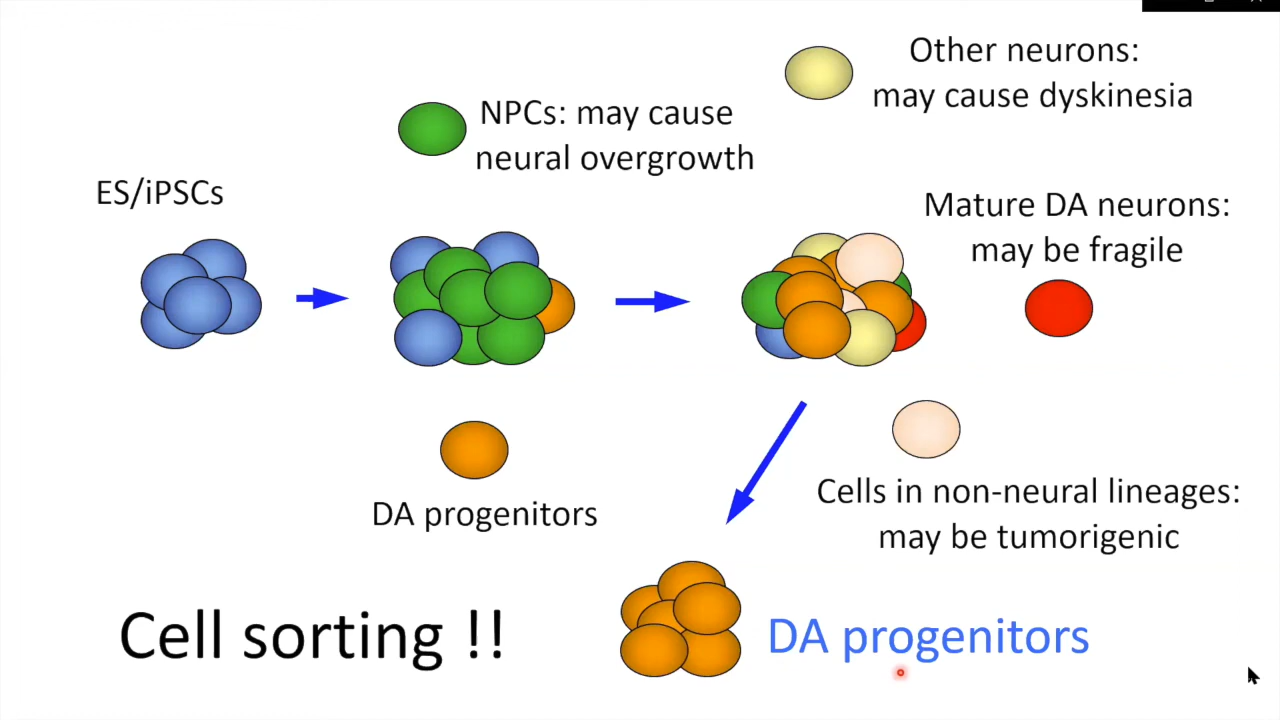 Other neurons:
may cause dyskinesia
NPCs: may cause
neural overgrowth
ES/iPSCs
Mature DA neurons:
may be fragile
DA progenitors
Cells in non-neural lineages:
may be tumorigenic
Cell sorting !!
DA progenitors